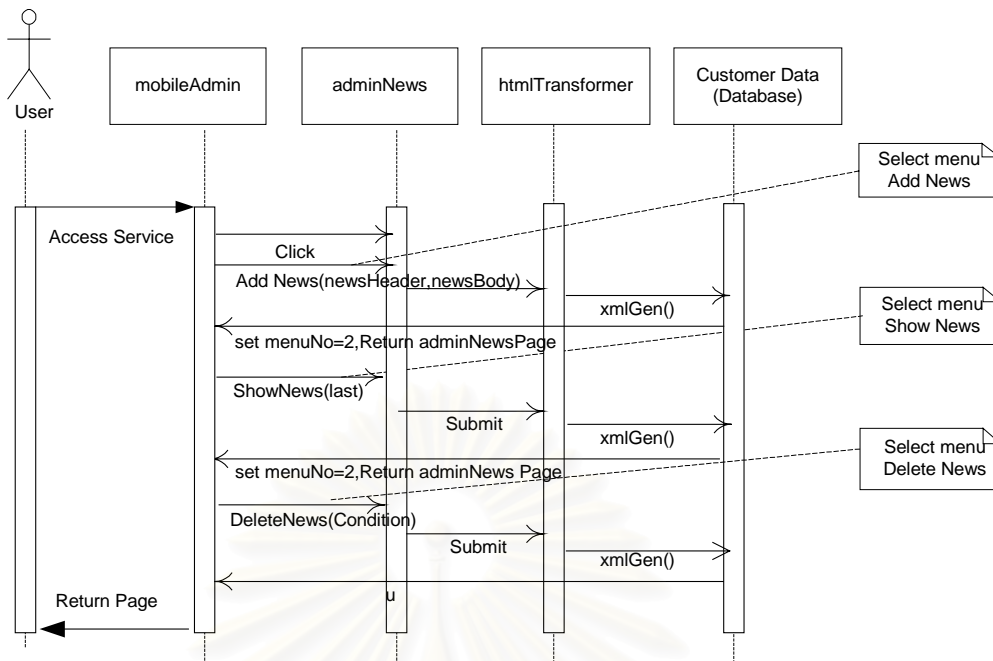 User
mobileAdmin
adminNews
htmlTransformer
Customer Data
(Database)
Select menu
Add News
Access Service
Click
Add News(newsHeader,newsBody)
xmlGen()
Select menu
Show News
set menuNo=2,Return adminNewsPage
ShowNews(last)
Submit
xmlGen()
Select menu
Delete News
set menuNo=2,Return adminNews Page
DeleteNews(Condition)
Submit
xmlGen()
u
Return Page